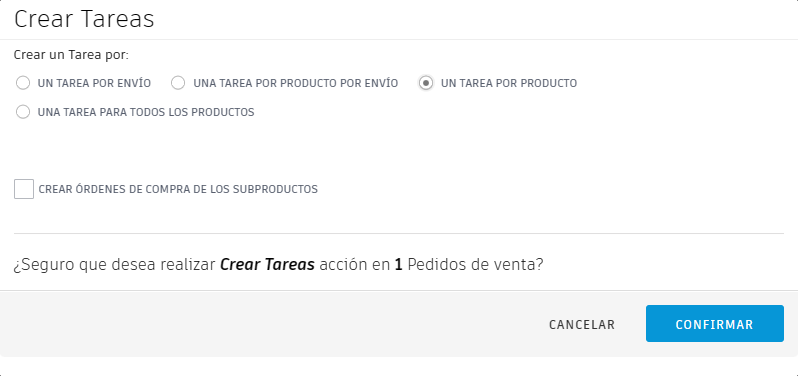 Crear Tareas
Crear un Tarea por:
UN TAREA POR ENVÍO UNA TAREA POR PRODUCTO POR ENVÍO UN TAREA POR PRODUCTO
UNA TAREA PARA TODOS LOS PRODUCTOS
CREAR ÓRDENES DE COMPRA DE LOS SUBPRODUCTOS
¿Seguro que desea realizar Crear Tareas acción en 1 Pedidos de venta?
CANCELAR CONFIRMAR